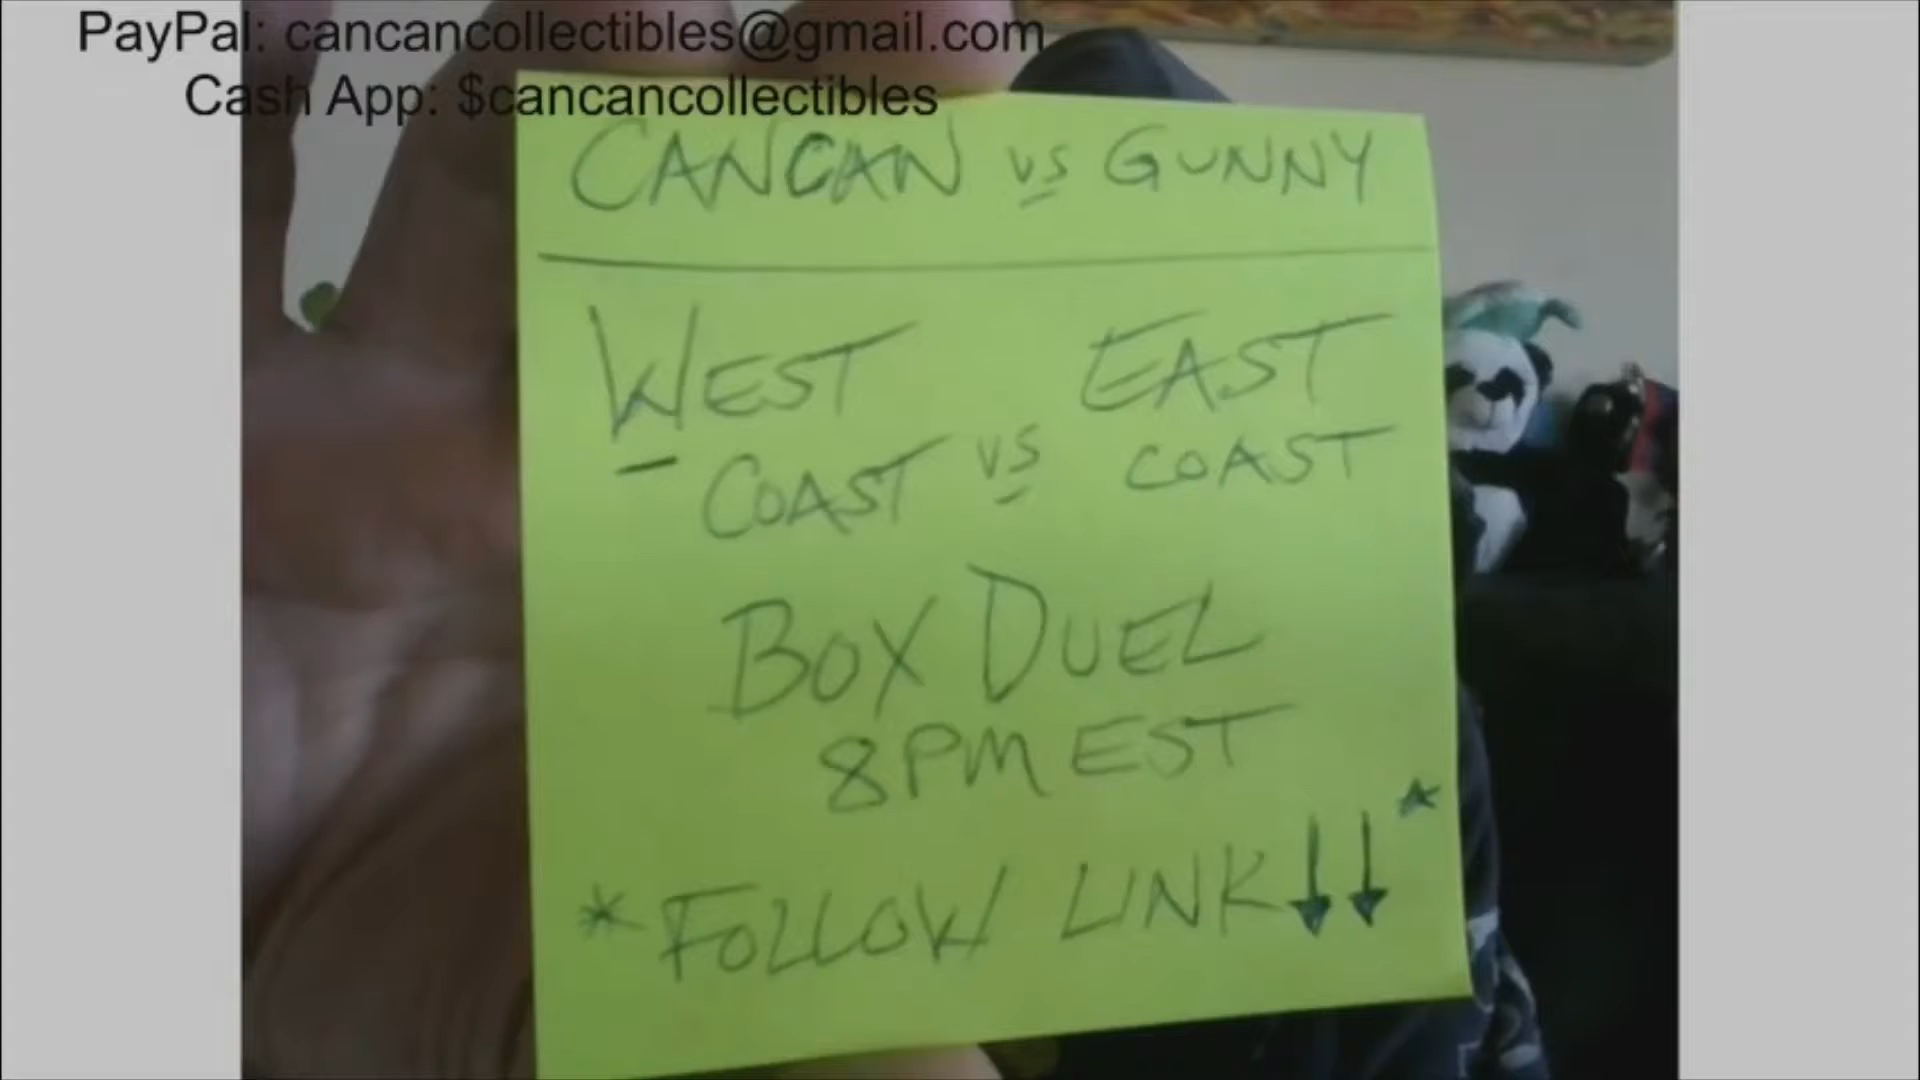 PayPal: cancancollectibles@gmail.com
Cash App: $cancancollectibles
CANCAN VS GUNNY
WEST EAST
COAST VS COAST
BOX DUEL
8PM EST
* FOLLOW LINK ↓↓ *